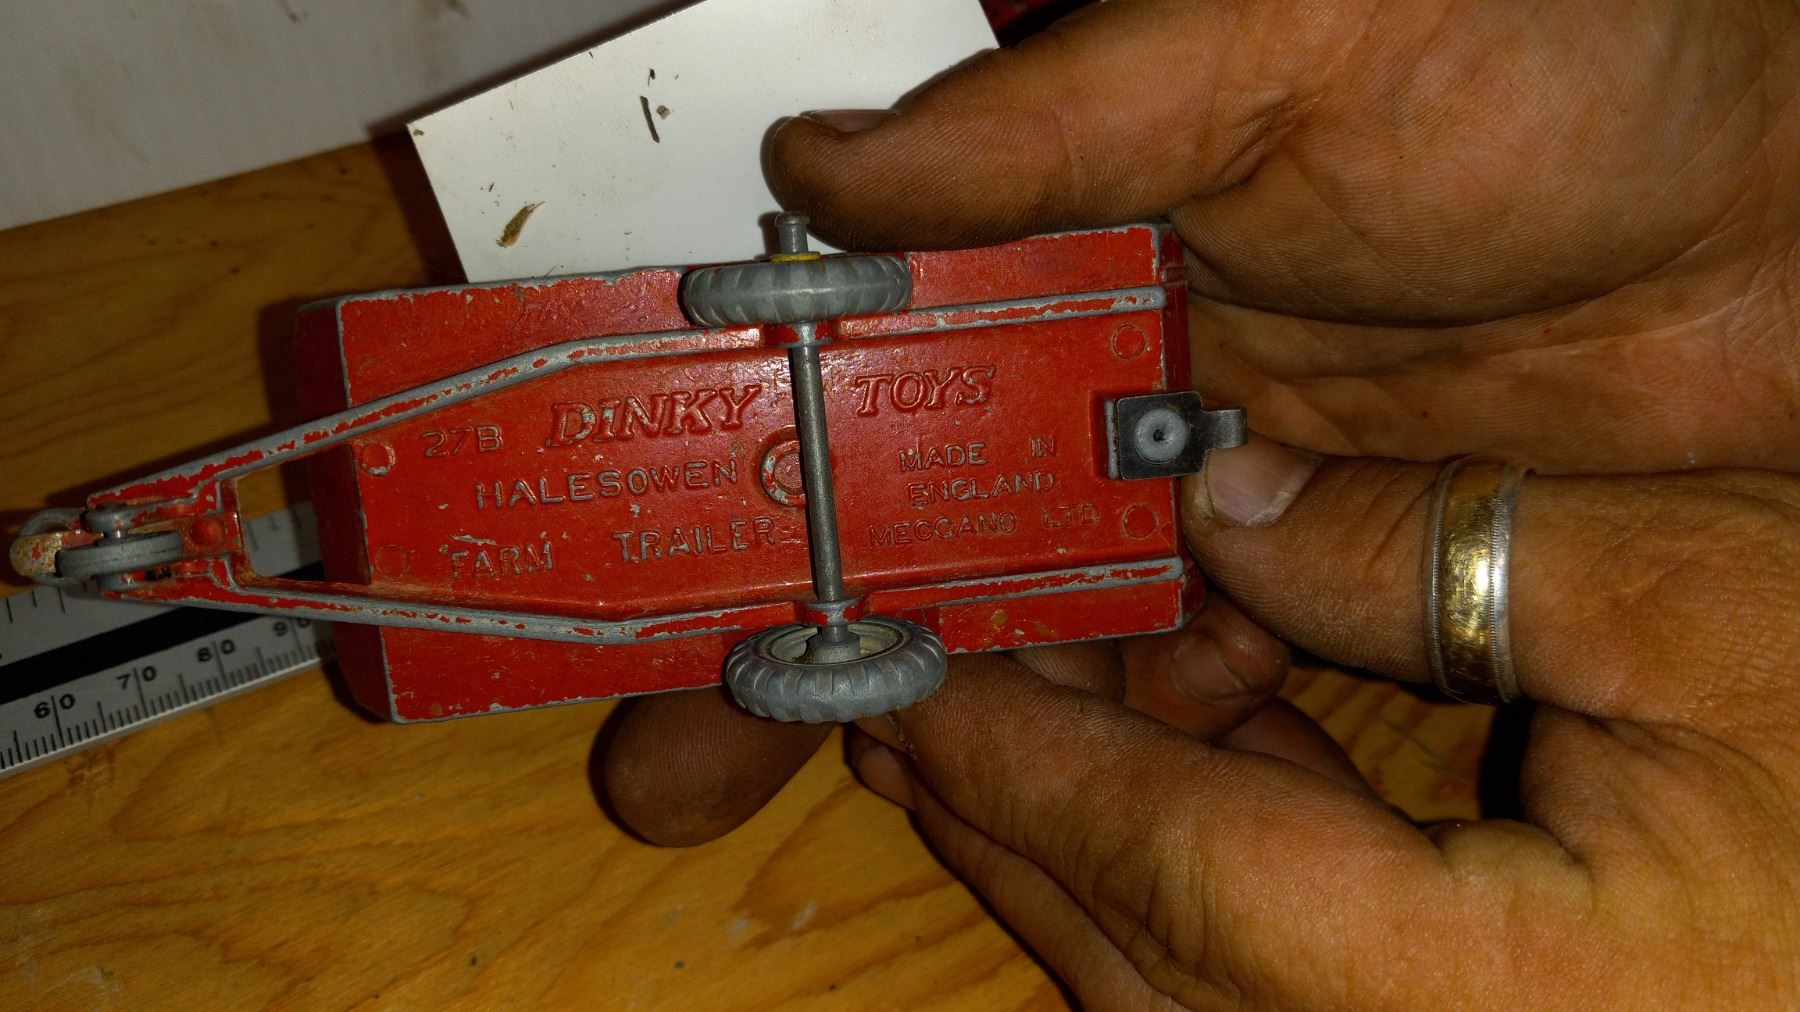 27B DINKY TOYS
HALESOWEN
"FARM TRAILER"
MADE IN
ENGLAND
MECCANO LTD
60 70 80 90